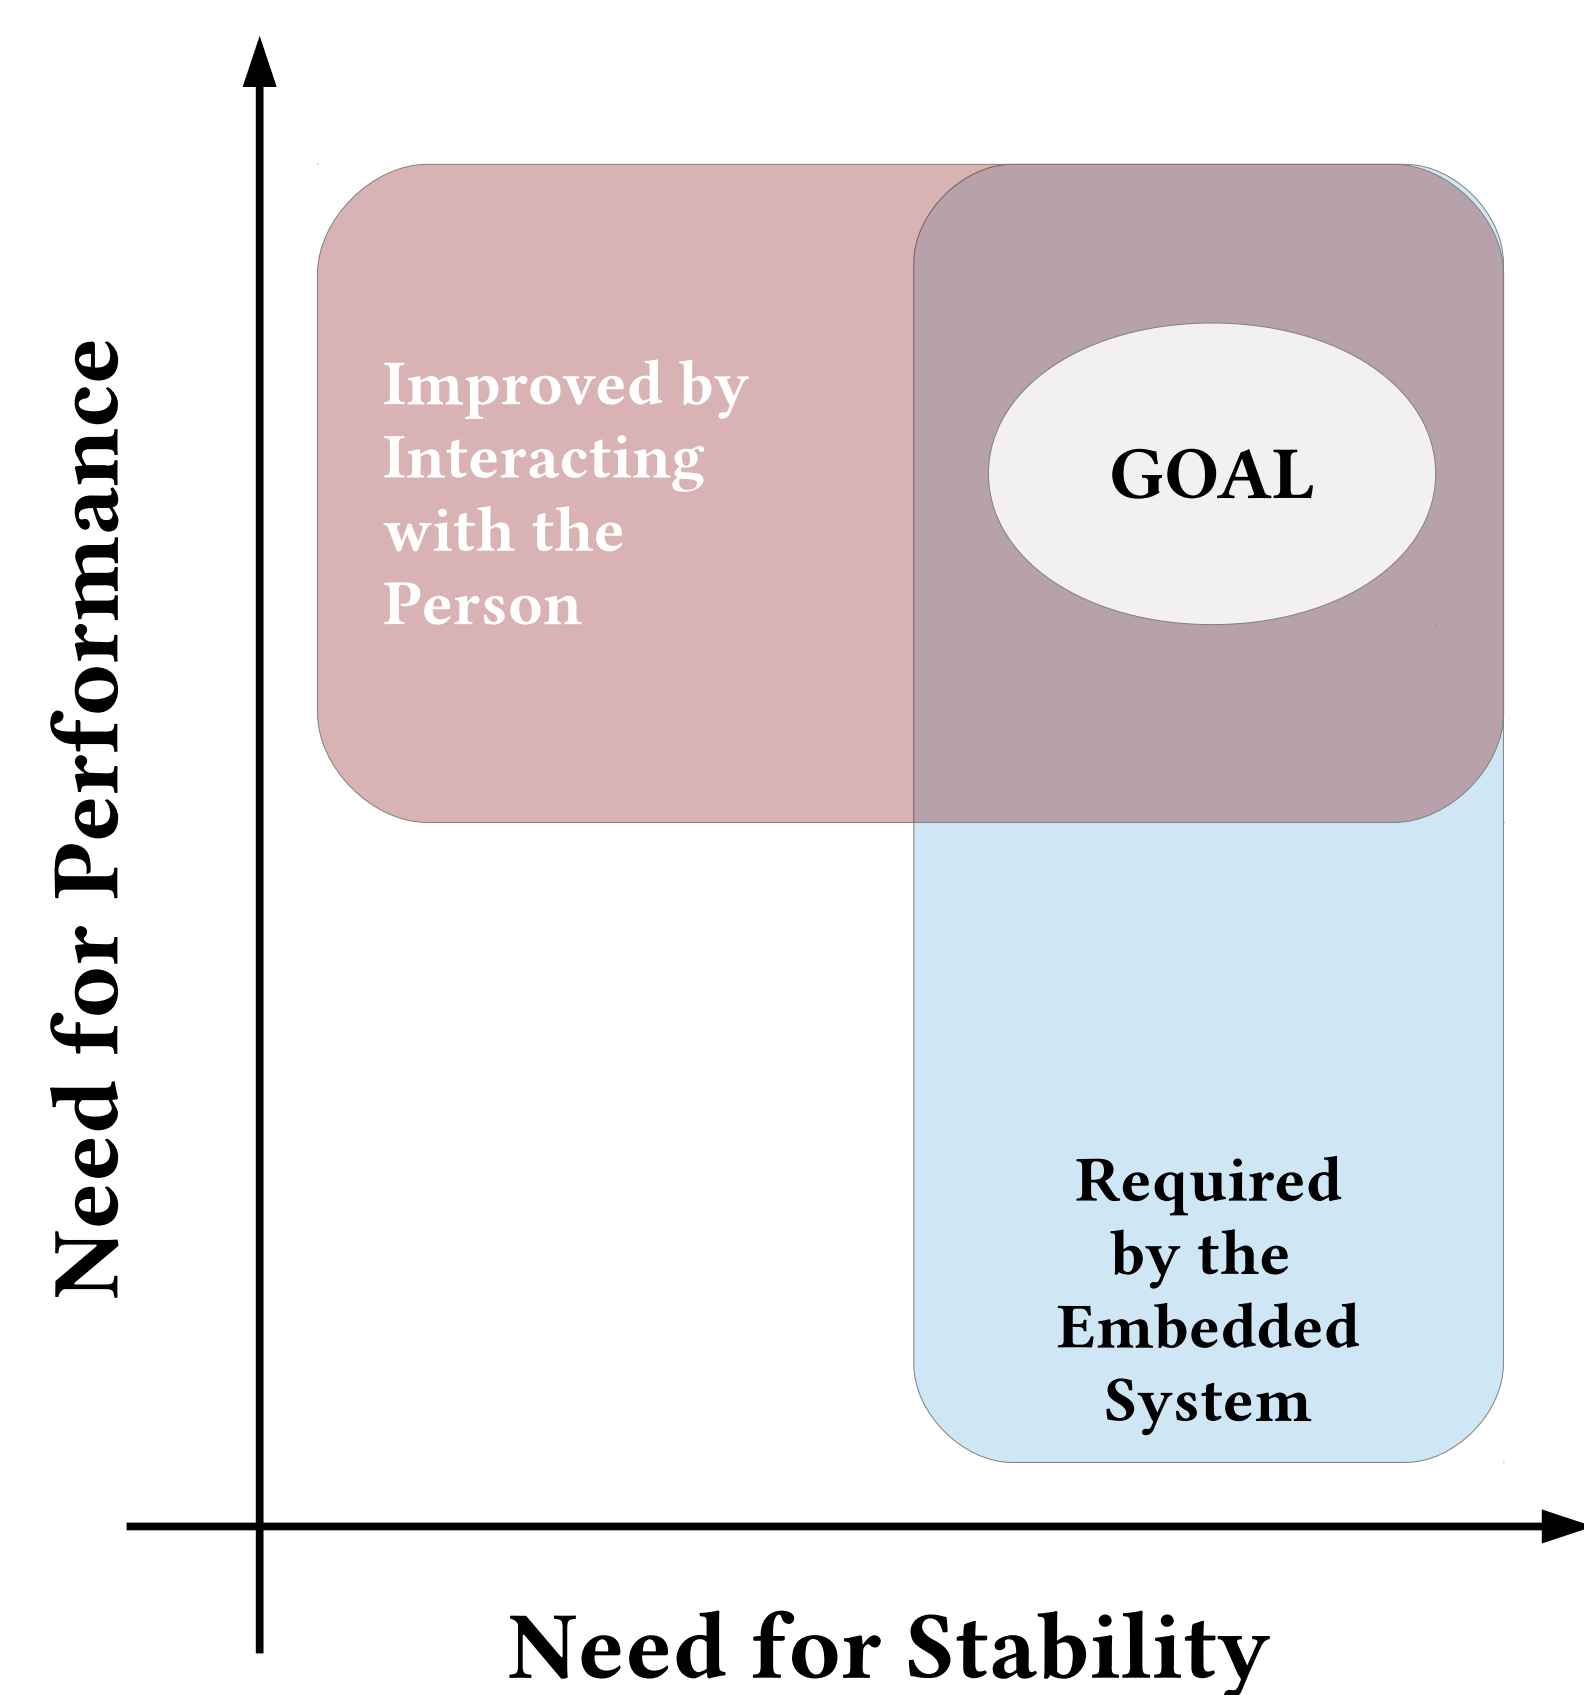 Need for Performance
Improved by
Interacting
with the
Person
GOAL
Required
by the
Embedded
System
Need for Stability